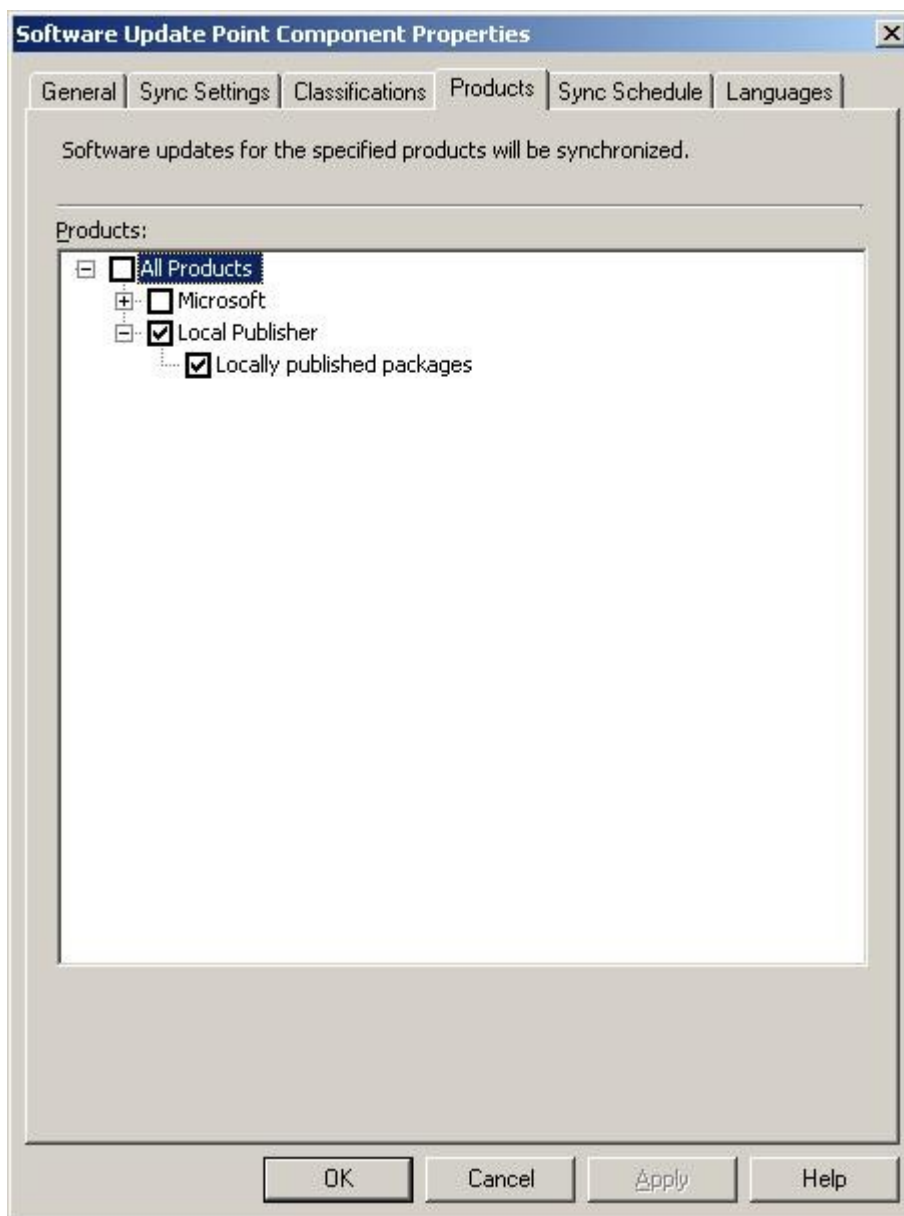 Software Update Point Component Properties
General Sync Settings Classifications Products Sync Schedule Languages
Software updates for the specified products will be synchronized.
Products:
All Products
Microsoft
Local Publisher
Locally published packages
OK Cancel Apply Help